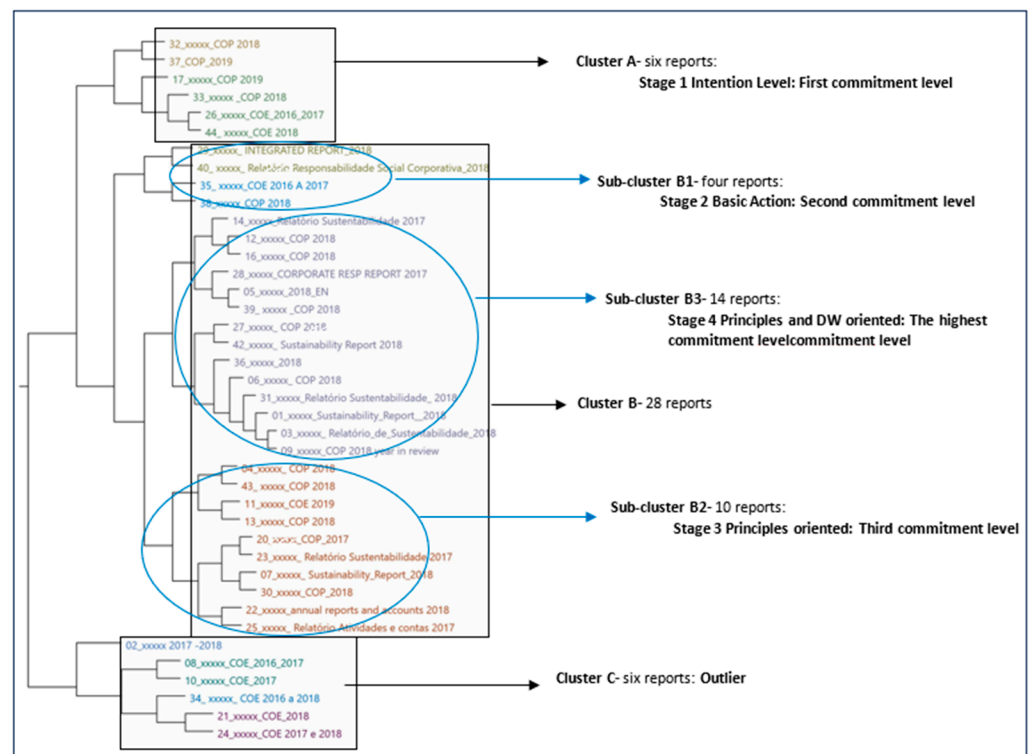 32_xxxxx_COP 2018
37_COP_2019
17_xxxxx_COP 2019
33_xxxxx _COP 2018
26_xxxxx_COE_2016_2017
44_ xxxxx_COE 2018
Cluster A- six reports:
Stage 1 Intention Level: First commitment level
29_xxxxx_ INTEGRATED REPORT_2018
40_ xxxxx_ Relatório Responsabilidade Social Corporativa_2018
35_ xxxxx_COE 2016 A 2017
38_xxxxx_COP 2018
Sub-cluster B1- four reports:
Stage 2 Basic Action: Second commitment level
14_xxxxx_Relatório Sustentabilidade 2017
12_xxxxx_COP 2018
16_xxxxx_COP 2018
28_xxxxx_CORPORATE RESP REPORT 2017
05_xxxxx_2018_EN
39_ xxxxx _COP 2018
27_xxxxx_ COP 2018
42_xxxxx_ Sustainability Report 2018
36_xxxxx_2018
06_xxxxx_ COP 2018
31_xxxxx_Relatório Sustentabilidade_ 2018
01_xxxxx_Sustainability_Report__2018
03_xxxxx_ Relatório_de_Sustentabilidade_2018
09_xxxxx_COP 2018 year in review
Sub-cluster B3- 14 reports:
Stage 4 Principles and DW oriented: The highest
commitment levelcommitment level
Cluster B- 28 reports
04_xxxxx_ COP 2018
43_ xxxxx_COP 2018
11_xxxxx_COE 2019
13_xxxxx_COP 2018
20_xxxxx_COP_2017
23_xxxxx_ Relatório Sustentabilidade 2017
07_xxxxx_ Sustainability_Report_2018
30_xxxxx_COP_2018
22_xxxxx_annual reports and accounts 2018
25_xxxxx_ Relatório Atividades e contas 2017
Sub-cluster B2- 10 reports:
Stage 3 Principles oriented: Third commitment level
02_xxxxx 2017 -2018
08_xxxxx_COE_2016_2017
10_xxxxx_COE_2017
34_ xxxxx_ COE 2016 a 2018
21_xxxxx_COE_2018
24_xxxxx_COE 2017 e 2018
Cluster C- six reports: Outlier